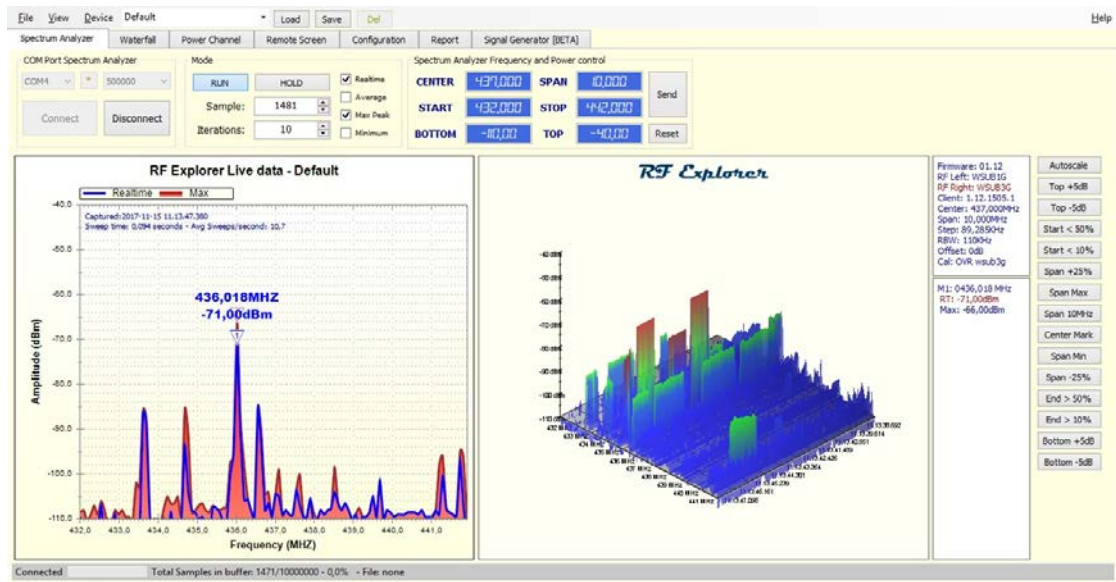 File View Device Default Load Save Del Help
Spectrum Analyzer Waterfall Power Channel Remote Screen Configuration Report Signal Generator [BETA]
COM Port Spectrum Analyzer
COM4 * 500000
Connect Disconnect
Mode
RUN HOLD
Sample: 1481
Iterations: 10
Realtime
Average
Max Peak
Minimum
Spectrum Analyzer Frequency and Power control
CENTER 437,000 SPAN 10,000
START 432,000 STOP 442,000
BOTTOM -110,00 TOP -40,00
Send
Reset
RF Explorer Live data - Default
Realtime Max
Captured:2017-11-15 11.13.47.380
Sweep time: 0,094 seconds - Avg Sweeps/second: 10,7
436,018MHZ
-71,00dBm
1
Amplitude (dBm)
-40.0
-50.0
-60.0
-70.0
-80.0
-90.0
-100.0
-110.0
432,0 433,0 434,0 435,0 436,0 437,0 438,0 439,0 440,0 441,0
Frequency (MHZ)
RF Explorer
Firmware: 01.12
RF Left: WSUB1G
RF Right: WSUB3G
Client: 1.12.1505.1
Center: 437,000MHz
Span: 10,000MHz
Step: 89,285KHz
RBW: 110KHz
Offset: 0dB
Cal: OVR wsub3g
M1: 0436,018 MHz
RT: -71,00dBm
Max: -66,00dBm
Autoscale
Top +5dB
Top -5dB
Start < 50%
Start < 10%
Span +25%
Span Max
Span 10MHz
Center Mark
Span Min
Span -25%
End > 50%
End > 10%
Bottom +5dB
Bottom -5dB
Connected Total Samples in buffer: 1471/10000000 - 0,0% - File: none